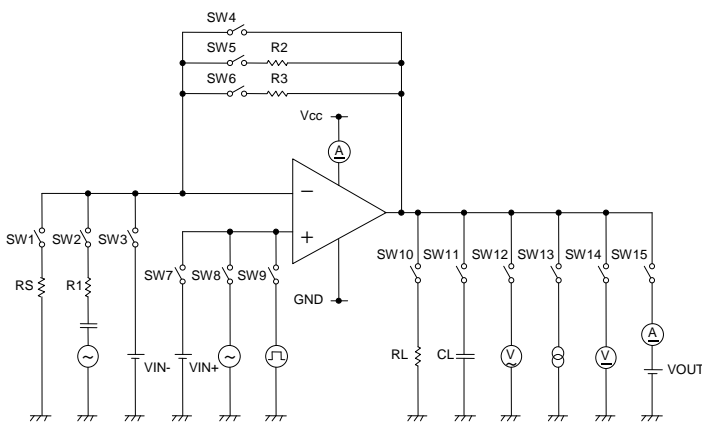 SW4
SW5 R2
SW6 R3
Vcc
A
−
+
SW1 SW2 SW3
SW7 SW8 SW9
SW10 SW11 SW12 SW13 SW14 SW15
GND
RS R1
A
VIN- VIN+
RL CL V V
VOUT